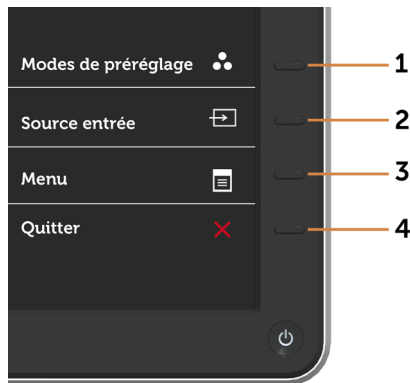 Modes de préréglage 1
Source entrée 2
Menu 3
Quitter 4